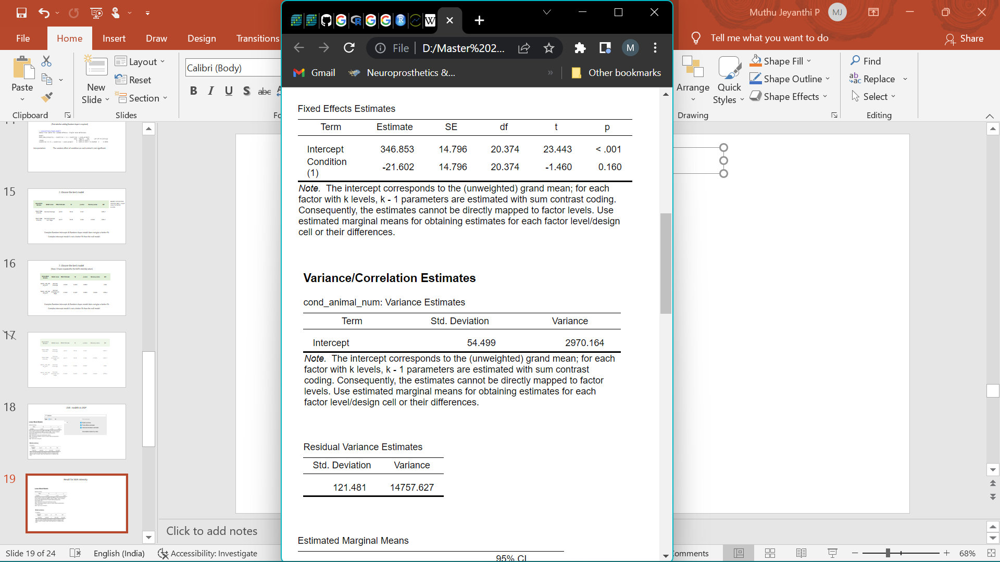 Muthu Jeyanthi P
MJ
File
Home
Insert
Draw
Design
Transitions
Tell me what you want to do
Share
File
D:/Master%202...
M
Gmail
Neuroprosthetics &...
»
Other bookmarks
Paste
Clipboard
New
Slide
Layout
Reset
Section
Slides
Calibri (Body)
B I U S abc
Arrange
Quick
Styles
Shape Fill
Shape Outline
Shape Effects
Drawing
Find
Replace
Select
Editing
Fixed Effects Estimates
Term Estimate SE df t p
Intercept 346.853 14.796 20.374 23.443 < .001
Condition
(1) -21.602 14.796 20.374 -1.460 0.160
Note. The intercept corresponds to the (unweighted) grand mean; for each
factor with k levels, k - 1 parameters are estimated with sum contrast coding.
Consequently, the estimates cannot be directly mapped to factor levels. Use
estimated marginal means for obtaining estimates for each factor level/design
cell or their differences.
Variance/Correlation Estimates
cond_animal_num: Variance Estimates
Term Std. Deviation Variance
Intercept 54.499 2970.164
Note. The intercept corresponds to the (unweighted) grand mean; for each
factor with k levels, k - 1 parameters are estimated with sum contrast
coding. Consequently, the estimates cannot be directly mapped to factor
levels. Use estimated marginal means for obtaining estimates for each
factor level/design cell or their differences.
Residual Variance Estimates
Std. Deviation Variance
121.481 14757.627
Estimated Marginal Means
95% CI
15
7. Choose the best model
16
7. Choose the best model
17
18
19
Click to add notes
Slide 19 of 24
English (India)
Accessibility: Investigate
omments
68%